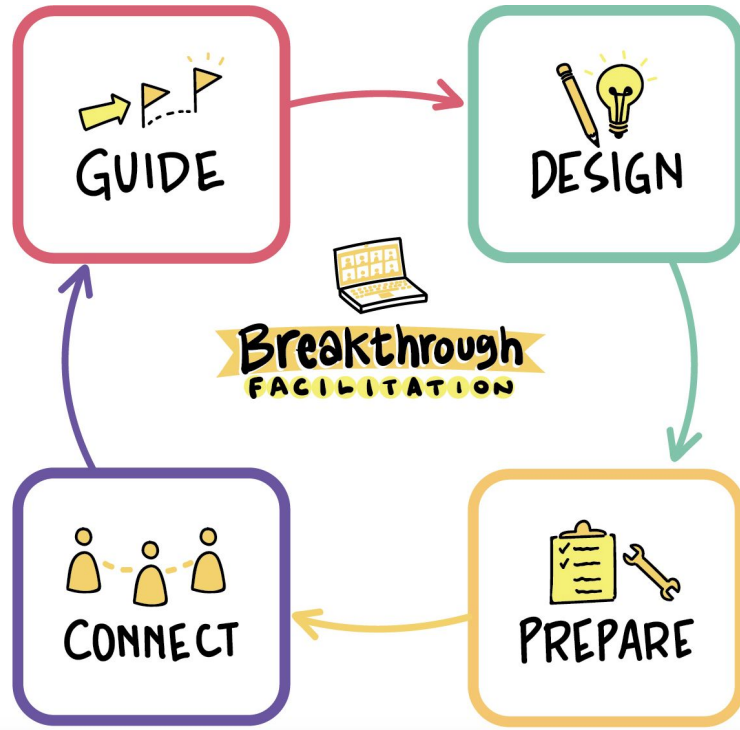 GUIDE
DESIGN
Breakthrough
FACILITATION
CONNECT
PREPARE